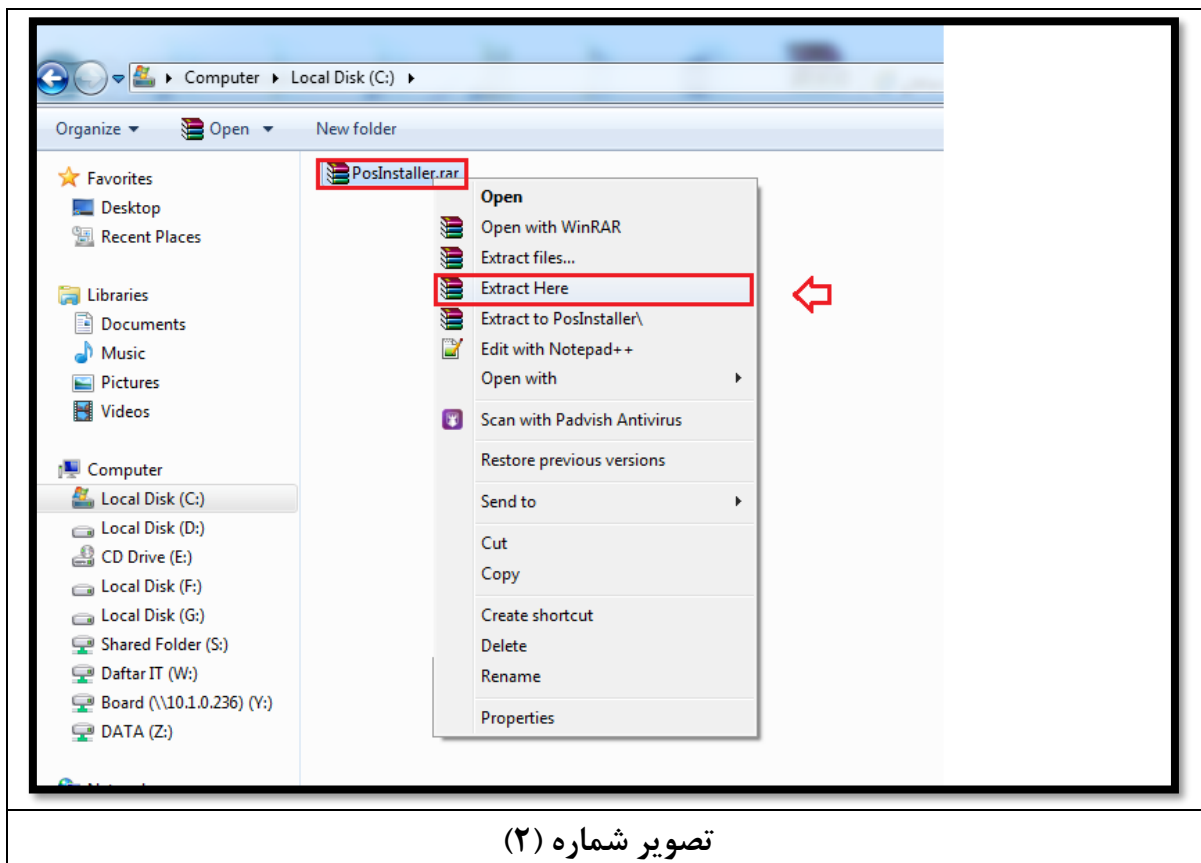 Computer ▸ Local Disk (C:) ▸
Organize ▾ Open ▾ New folder
Favorites
Desktop
Recent Places
Libraries
Documents
Music
Pictures
Videos
Computer
Local Disk (C:)
Local Disk (D:)
CD Drive (E:)
Local Disk (F:)
Local Disk (G:)
Shared Folder (S:)
Daftar IT (W:)
Board (\\10.1.0.236) (Y:)
DATA (Z:)
PosInstaller.rar
Open
Open with WinRAR
Extract files...
Extract Here
Extract to PosInstaller\
Edit with Notepad++
Open with
Scan with Padvish Antivirus
Restore previous versions
Send to
Cut
Copy
Create shortcut
Delete
Rename
Properties
تصویر شماره (۲)